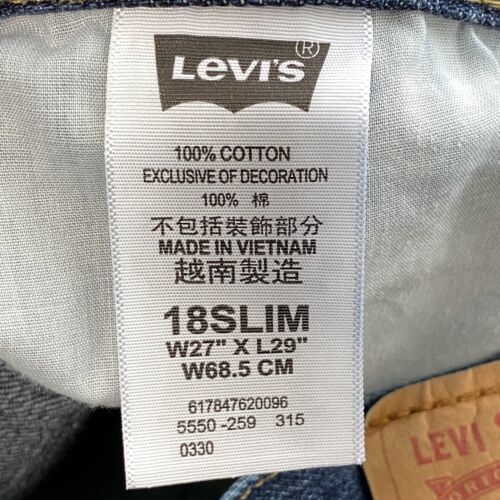 LEVI'S ®
100% COTTON
EXCLUSIVE OF DECORATION
100% 棉
不包括裝飾部分
MADE IN VIETNAM
越南製造
18SLIM
W27" X L29"
W68.5 CM
617847620096
5550 -259 315
0330
LEVI